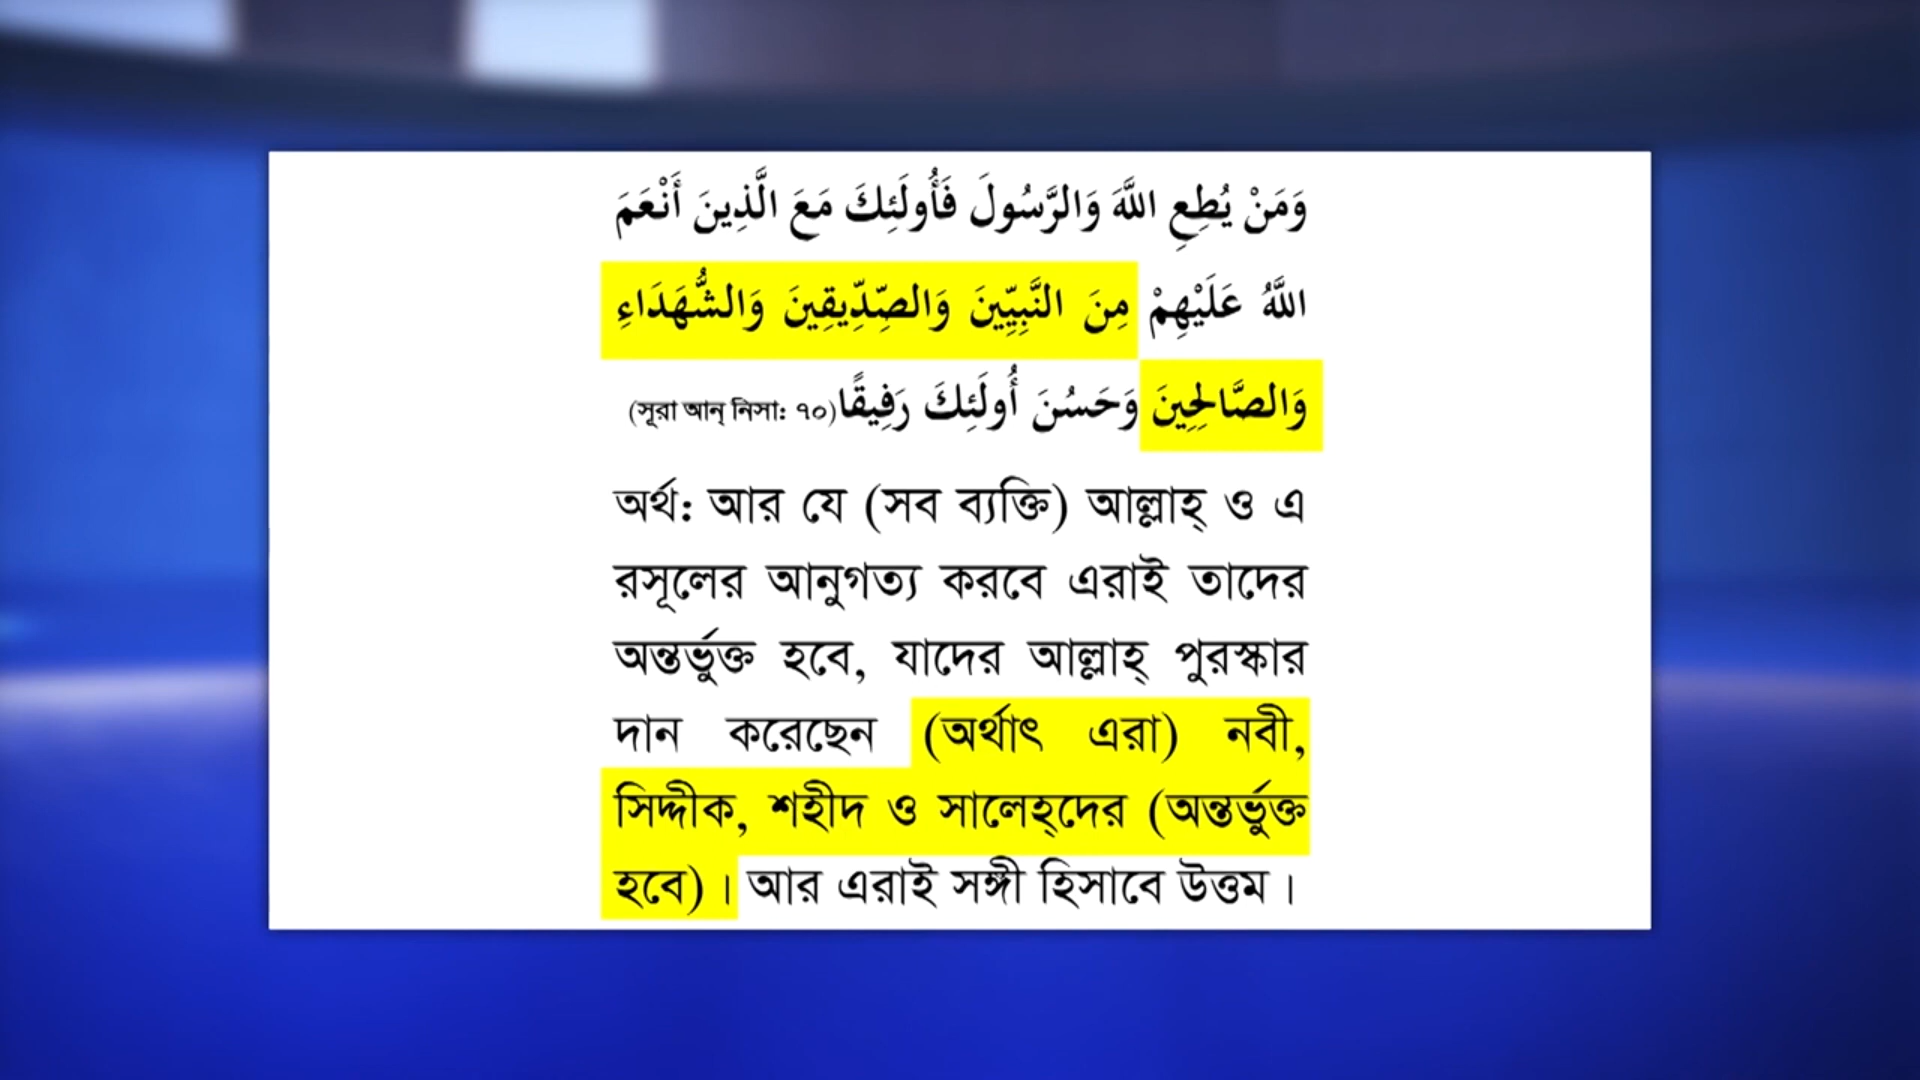 وَمَنْ يُطِعِ اللَّهَ وَالرَّسُولَ فَأُولَئِكَ مَعَ الَّذِينَ أَنْعَمَ
اللَّهُ عَلَيْهِمْ مِنَ النَّبِيِّينَ وَالصِّدِّيقِينَ وَالشُّهَدَاءِ
وَالصَّالِحِينَ وَحَسُنَ أُولَئِكَ رَفِيقًا (সূরা আন্ নিসা: ৭০)
অর্থ: আর যে (সব ব্যক্তি) আল্লাহ্ ও এ
রসূলের আনুগত্য করবে এরাই তাদের
অন্তর্ভুক্ত হবে, যাদের আল্লাহ্ পুরস্কার
দান করেছেন (অর্থাৎ এরা) নবী,
সিদ্দীক, শহীদ ও সালেহ্‌দের (অন্তর্ভুক্ত
হবে)। আর এরাই সঙ্গী হিসাবে উত্তম।